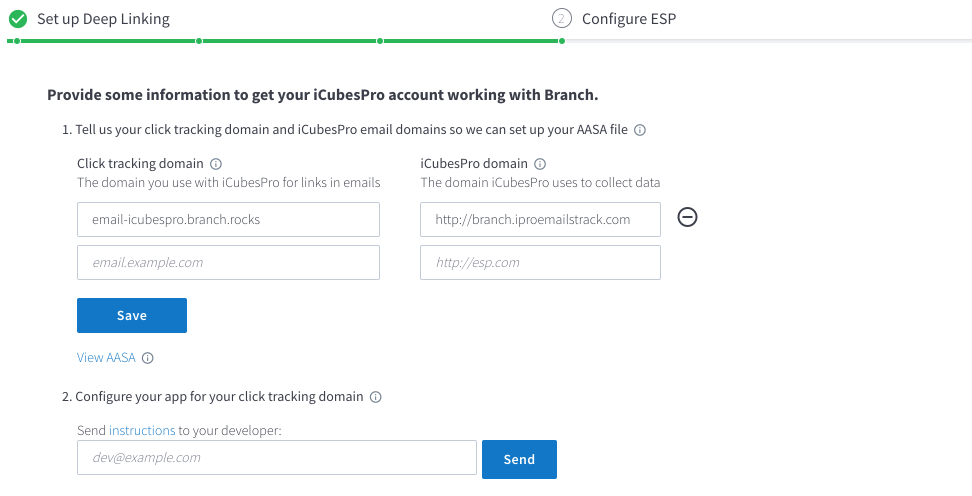 Set up Deep Linking
2 Configure ESP
Provide some information to get your iCubesPro account working with Branch.
1. Tell us your click tracking domain and iCubesPro email domains so we can set up your AASA file
Click tracking domain
iCubesPro domain
The domain you use with iCubesPro for links in emails
The domain iCubesPro uses to collect data
email-icubespro.branch.rocks
http://branch.iproemailstrack.com
email.example.com
http://esp.com
Save
View AASA
2. Configure your app for your click tracking domain
Send instructions to your developer:
dev@example.com
Send